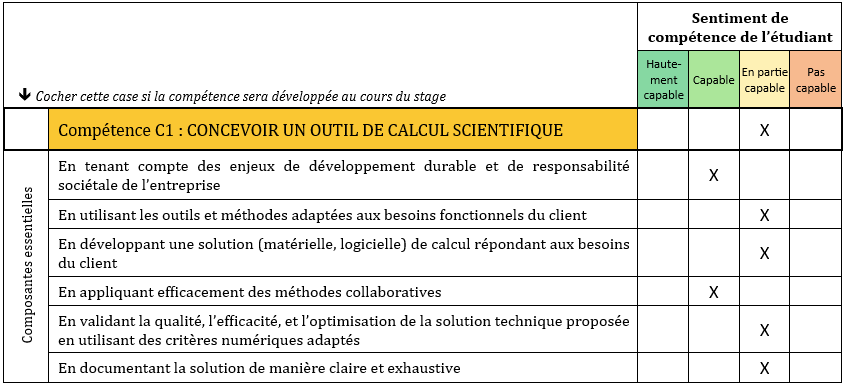 Sentiment de
compétence de l'étudiant
Haute-
ment
capable
Capable
En partie
capable
Pas
capable
🡻 Cocher cette case si la compétence sera développée au cours du stage
Compétence C1 : CONCEVOIR UN OUTIL DE CALCUL SCIENTIFIQUE X
Composantes essentielles
En tenant compte des enjeux de développement durable et de responsabilité
sociétale de l'entreprise X
En utilisant les outils et méthodes adaptées aux besoins fonctionnels du client X
En développant une solution (matérielle, logicielle) de calcul répondant aux besoins
du client X
En appliquant efficacement des méthodes collaboratives X
En validant la qualité, l'efficacité, et l'optimisation de la solution technique proposée
en utilisant des critères numériques adaptés X
En documentant la solution de manière claire et exhaustive X